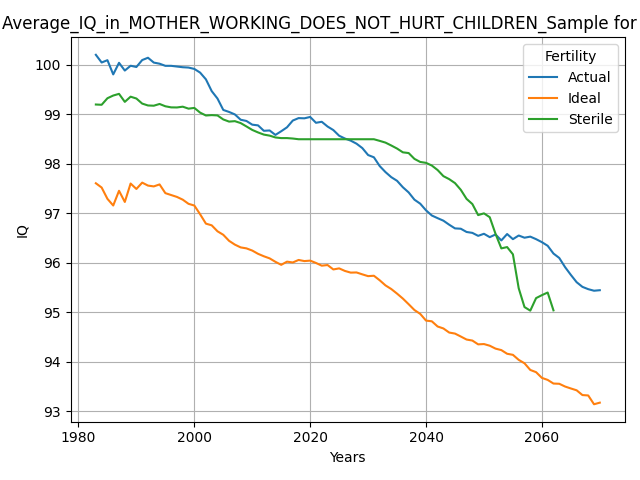 Average_IQ_in_MOTHER_WORKING_DOES_NOT_HURT_CHILDREN_Sample for
Fertility
Actual
Ideal
Sterile
IQ
100
99
98
97
96
95
94
93
1980
2000
2020
2040
2060
Years